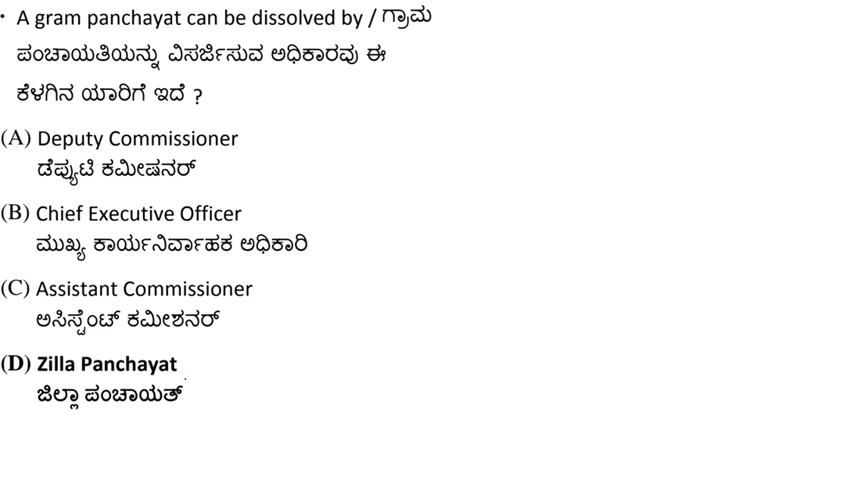 • A gram panchayat can be dissolved by / ಗ್ರಾಮ
ಪಂಚಾಯತಿಯನ್ನು ವಿಸರ್ಜಿಸುವ ಅಧಿಕಾರವು ಈ
ಕೆಳಗಿನ ಯಾರಿಗೆ ಇದೆ ?
(A) Deputy Commissioner
ಡೆಪ್ಯುಟಿ ಕಮೀಷನರ್
(B) Chief Executive Officer
ಮುಖ್ಯ ಕಾರ್ಯನಿರ್ವಾಹಕ ಅಧಿಕಾರಿ
(C) Assistant Commissioner
ಅಸಿಸ್ಟೆಂಟ್ ಕಮೀಶನರ್
(D) Zilla Panchayat
ಜಿಲ್ಲಾ ಪಂಚಾಯತ್